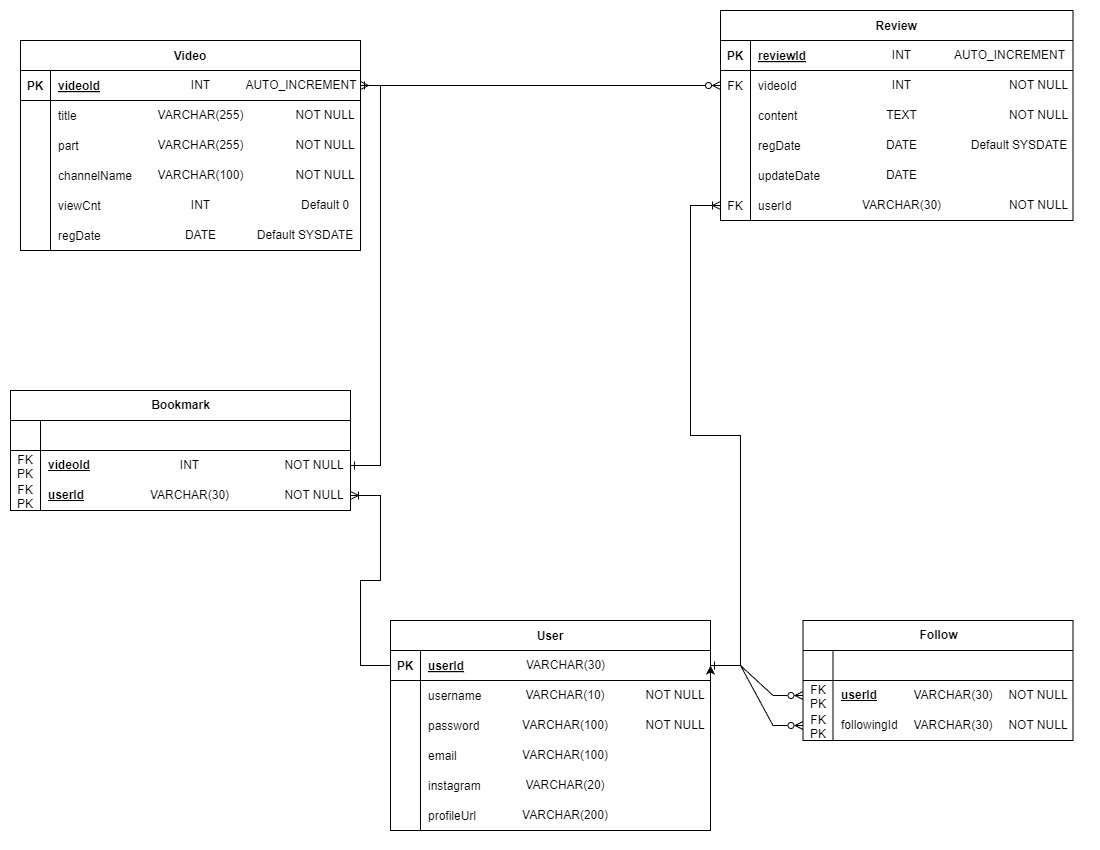 Video
PK videoId INT AUTO_INCREMENT
title VARCHAR(255) NOT NULL
part VARCHAR(255) NOT NULL
channelName VARCHAR(100) NOT NULL
viewCnt INT Default 0
regDate DATE Default SYSDATE
Review
PK reviewId INT AUTO_INCREMENT
FK videoId INT NOT NULL
content TEXT NOT NULL
regDate DATE Default SYSDATE
updateDate DATE
FK userId VARCHAR(30) NOT NULL
Bookmark
FK
PK videoId INT NOT NULL
FK
PK userId VARCHAR(30) NOT NULL
User
PK userId VARCHAR(30)
username VARCHAR(10) NOT NULL
password VARCHAR(100) NOT NULL
email VARCHAR(100)
instagram VARCHAR(20)
profileUrl VARCHAR(200)
Follow
FK
PK userId VARCHAR(30) NOT NULL
FK
PK followingId VARCHAR(30) NOT NULL